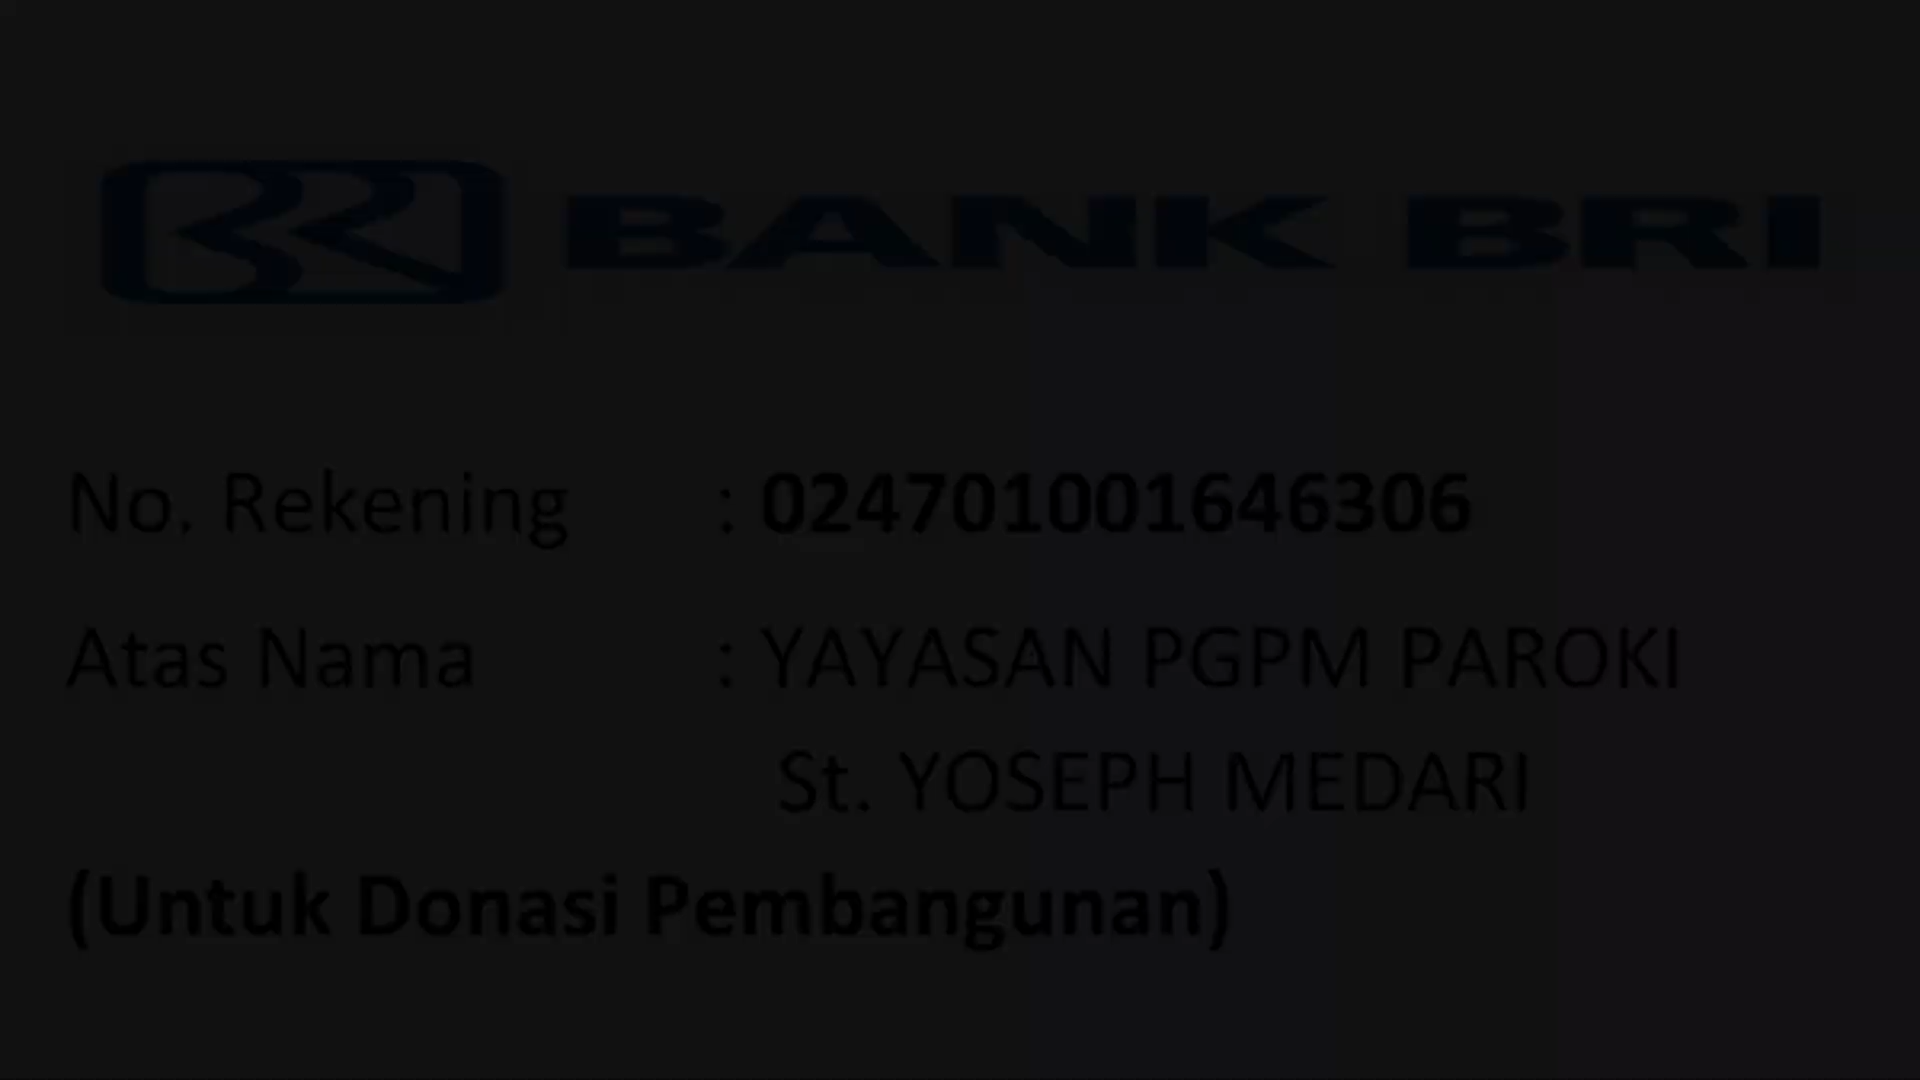 BANK BRI
No. Rekening : 024701001646306
Atas Nama : YAYASAN PGPM PAROKI
St. YOSEPH MEDARI
(Untuk Donasi Pembangunan)